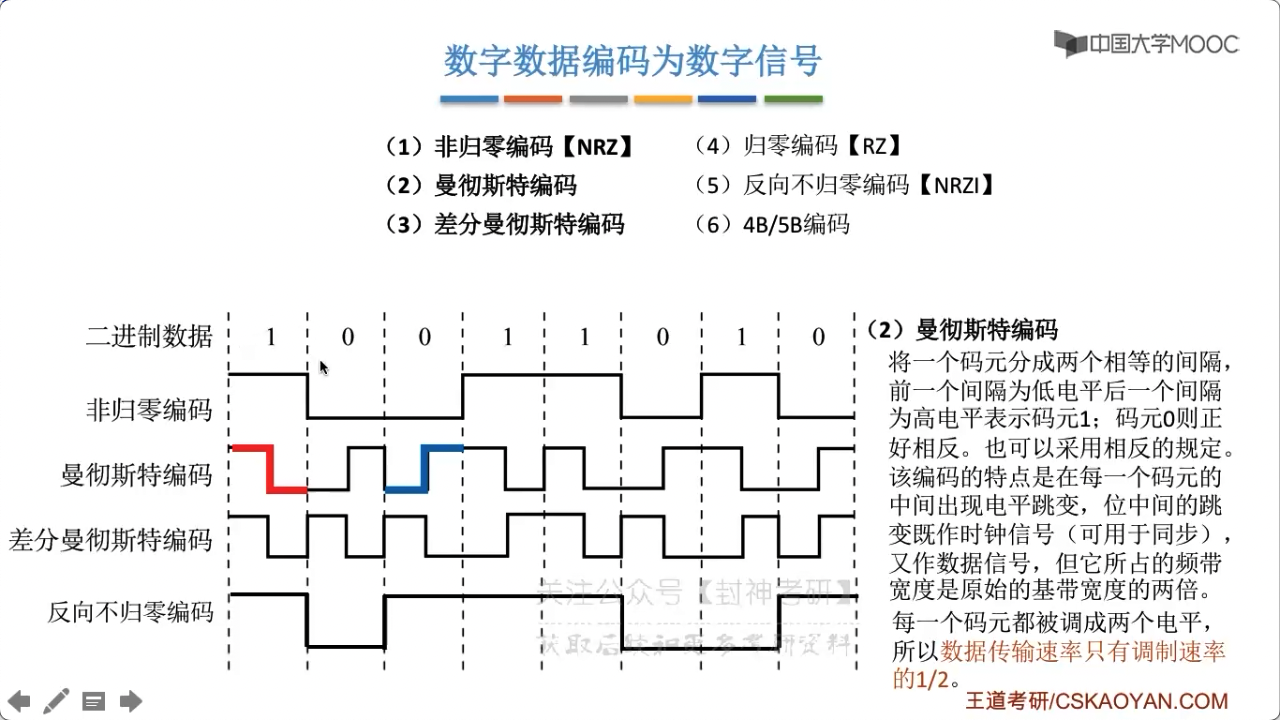 数字数据编码为数字信号
中国大学MOOC
（1）非归零编码【NRZ】
（4）归零编码【RZ】
（2）曼彻斯特编码
（5）反向不归零编码【NRZI】
（3）差分曼彻斯特编码
（6）4B/5B编码
二进制数据 1 0 0 1 1 0 1 0
非归零编码
曼彻斯特编码
差分曼彻斯特编码
反向不归零编码
（2）曼彻斯特编码
将一个码元分成两个相等的间隔，
前一个间隔为低电平后一个间隔
为高电平表示码元1；码元0则正
好相反。也可以采用相反的规定。
该编码的特点是在每一个码元的
中间出现电平跳变，位中间的跳
变既作时钟信号（可用于同步），
又作数据信号，但它所占的频带
宽度是原始的基带宽度的两倍。
每一个码元都被调成两个电平，
所以数据传输速率只有调制速率
的1/2。
关注公众号【封神考研】
获取后续和更多考研资料
王道考研/CSKAOYAN.COM